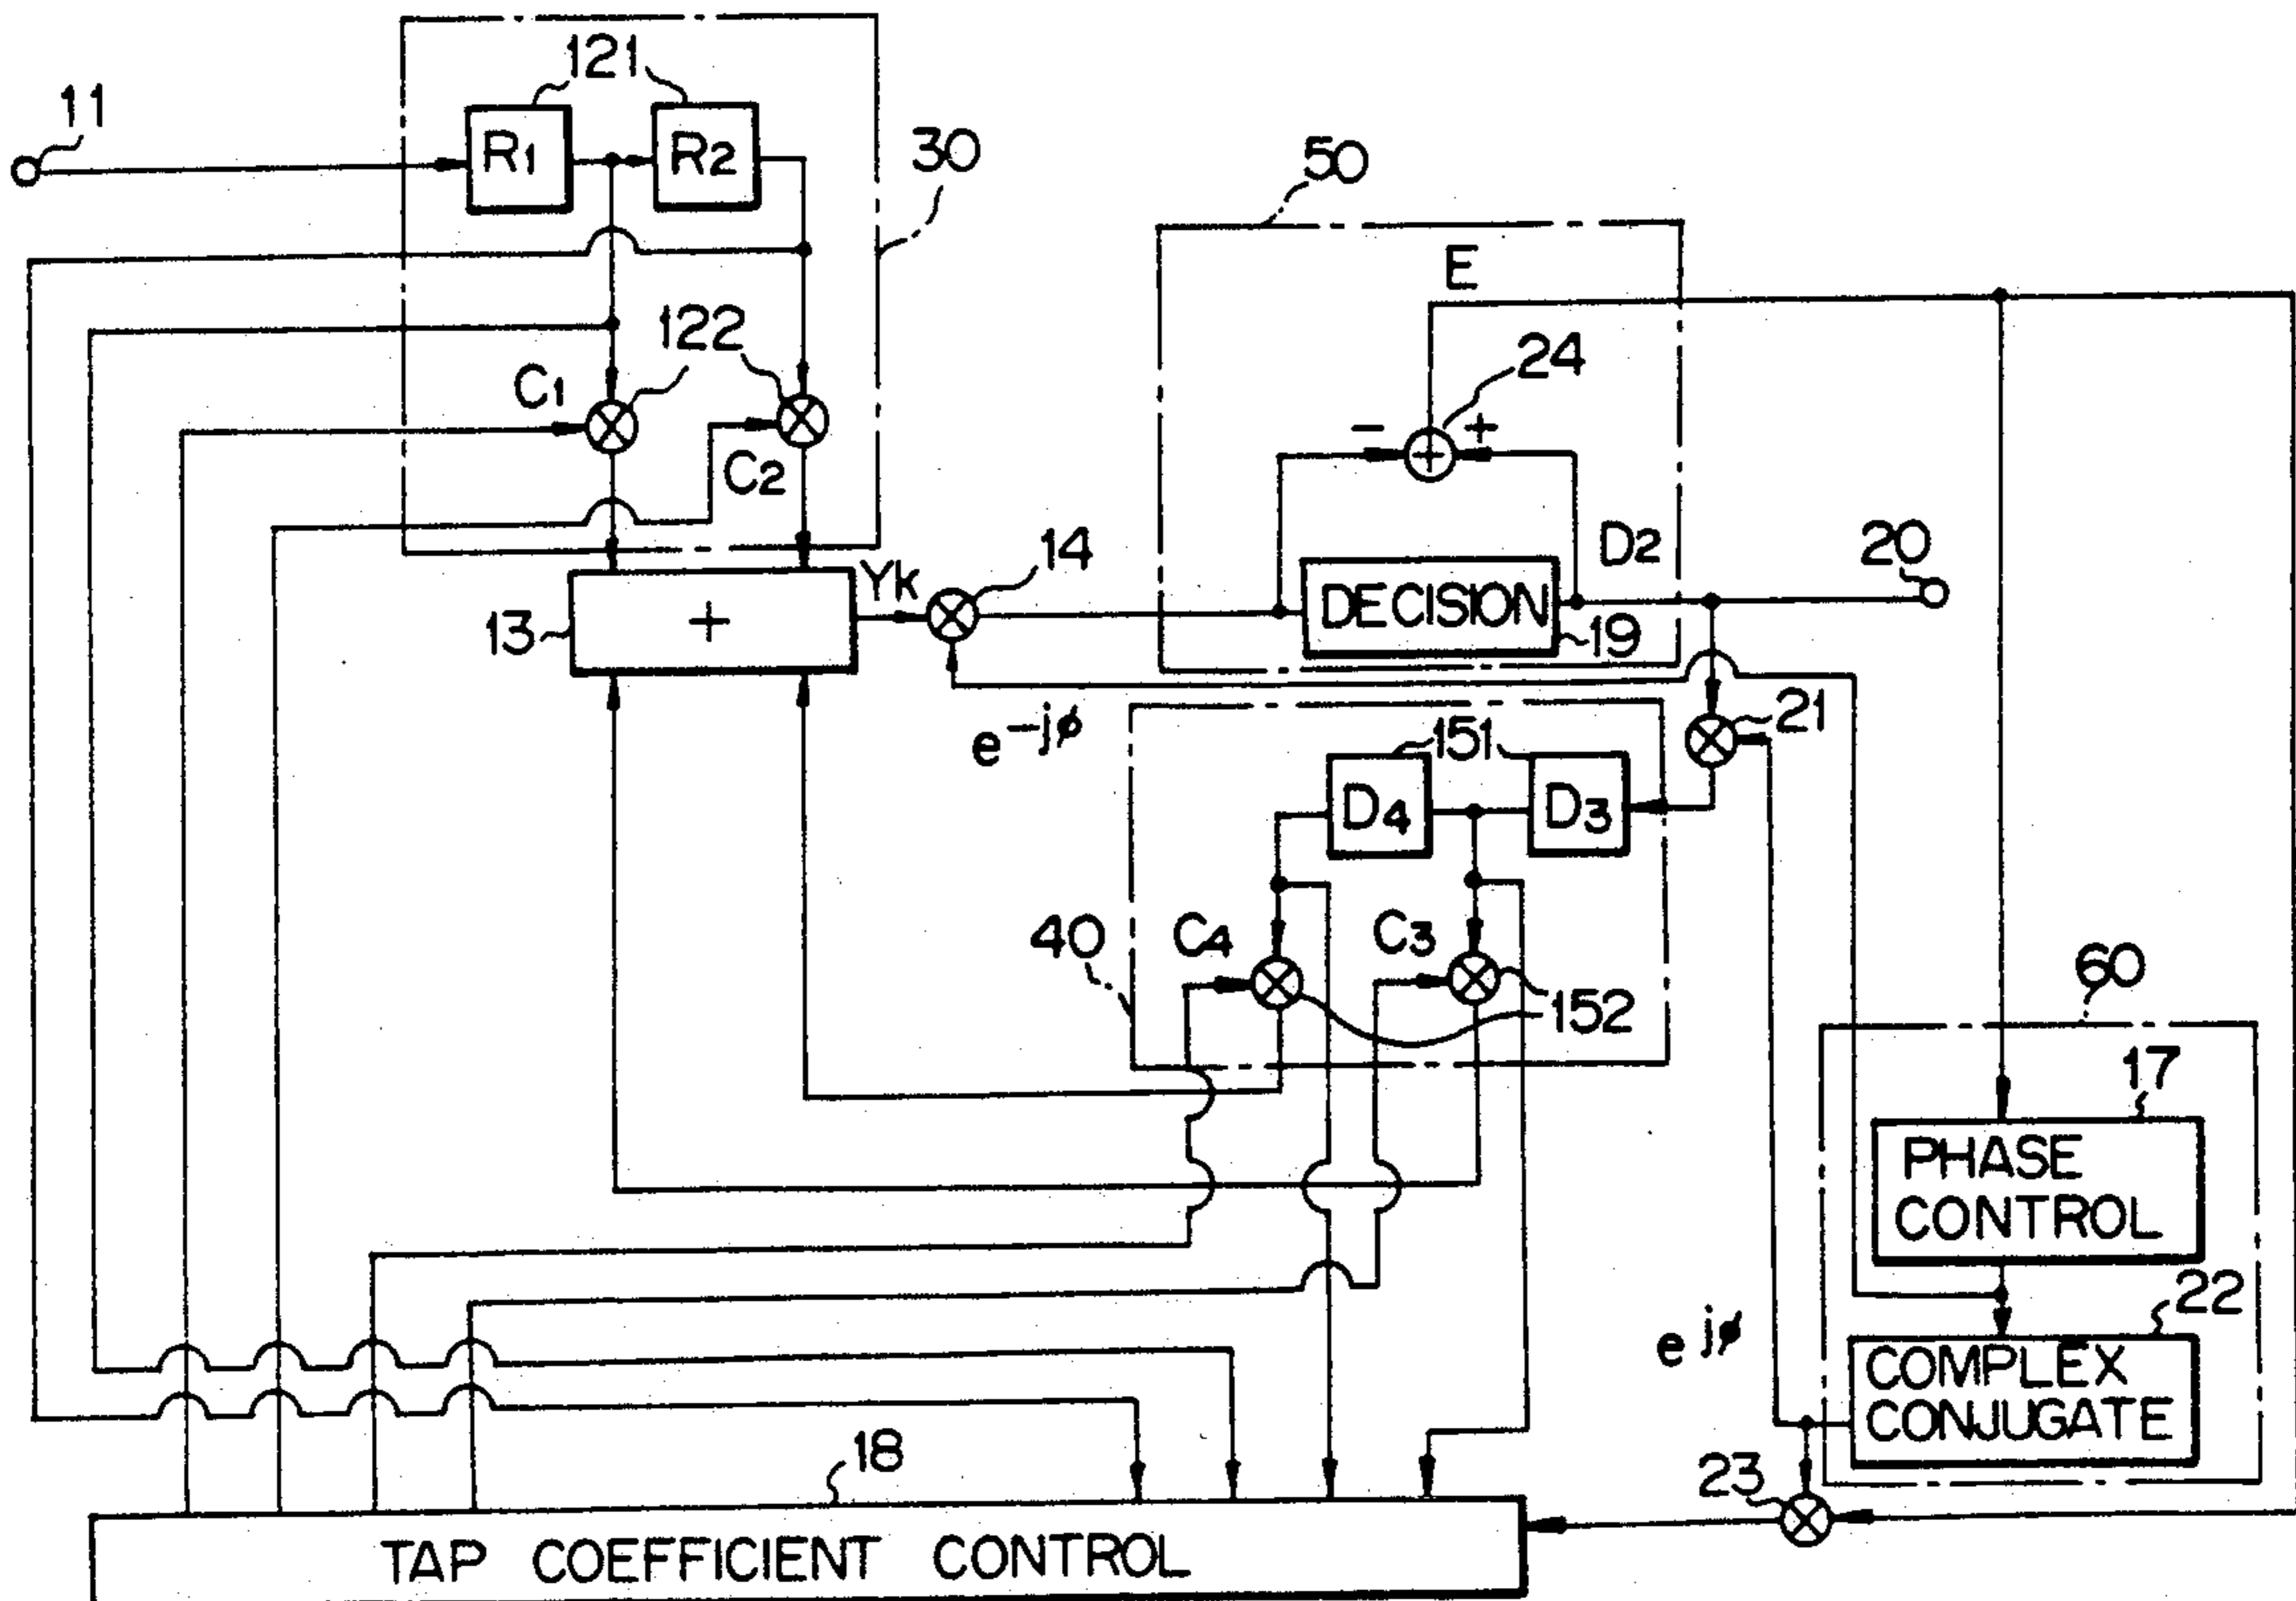 121
11
R1
R2
30
50
E
122
24
C1
- +
C2
D2
20
14
Yk
DECISION
13
+
19
e-jφ
21
151
D4
D3
C4
C3
40
152
60
17
PHASE
CONTROL
22
ejφ
COMPLEX
CONJUGATE
18
23
TAP COEFFICIENT CONTROL